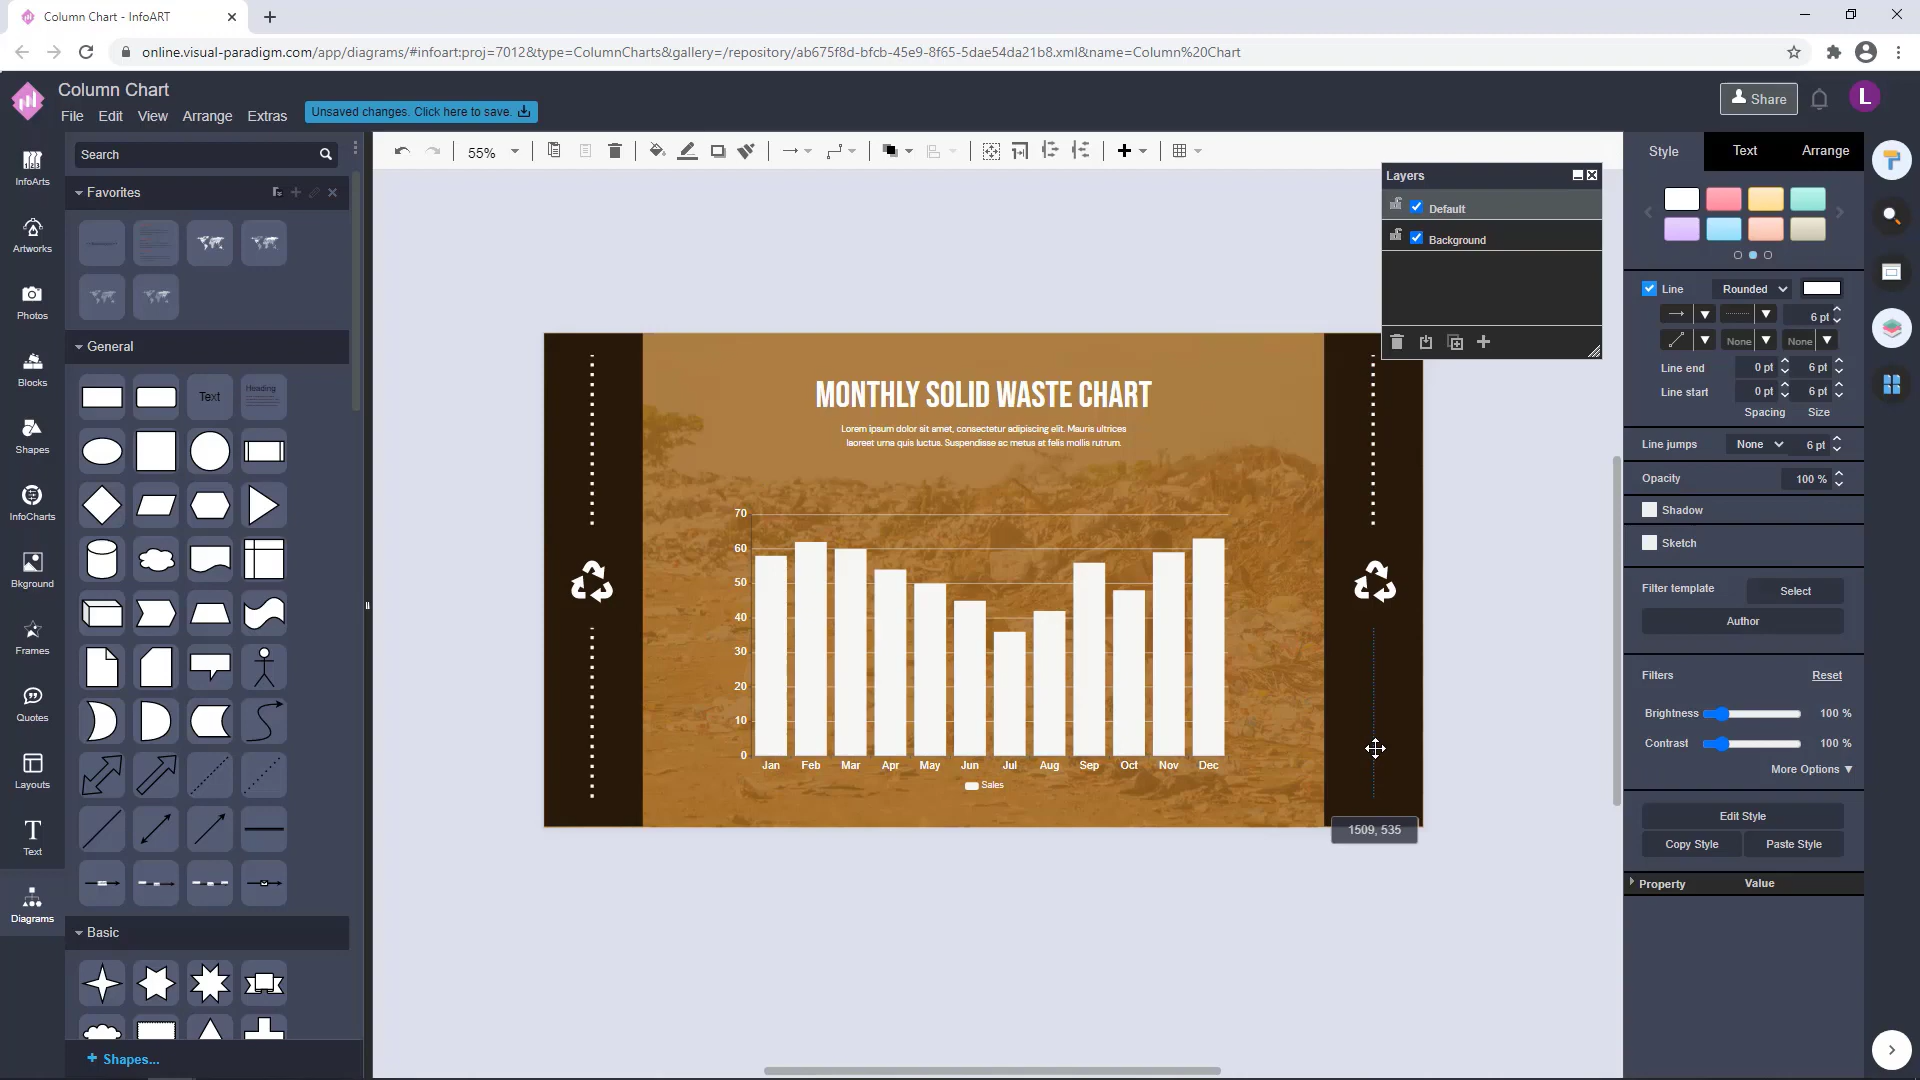 Column Chart - InfoART
online.visual-paradigm.com/app/diagrams/#infoart:proj=7012&type=ColumnCharts&gallery=/repository/ab675f8d-bfcb-45e9-8f65-5dae54da21b8.xml&name=Column%20Chart
Column Chart
File Edit View Arrange Extras
Unsaved changes. Click here to save.
Share
L
InfoArts
Artworks
Photos
Blocks
Shapes
InfoCharts
Bkground
Frames
Quotes
Layouts
Text
Diagrams
Search
Favorites
General
Text
Heading
Basic
+ Shapes...
55%
Layers
Default
Background
MONTHLY SOLID WASTE CHART
Lorem ipsum dolor sit amet, consectetur adipiscing elit. Mauris ultrices
laoreet urna quis luctus. Suspendisse ac metus at felis mollis rutrum.
70
60
50
40
30
20
10
0
Jan Feb Mar Apr May Jun Jul Aug Sep Oct Nov Dec
Sales
1509, 535
Style Text Arrange
Line Rounded
6 pt
None None
Line end 0 pt 6 pt
Line start 0 pt 6 pt
Spacing Size
Line jumps None 6 pt
Opacity 100 %
Shadow
Sketch
Filter template Select
Author
Filters Reset
Brightness 100 %
Contrast 100 %
More Options ▼
Edit Style
Copy Style Paste Style
Property Value